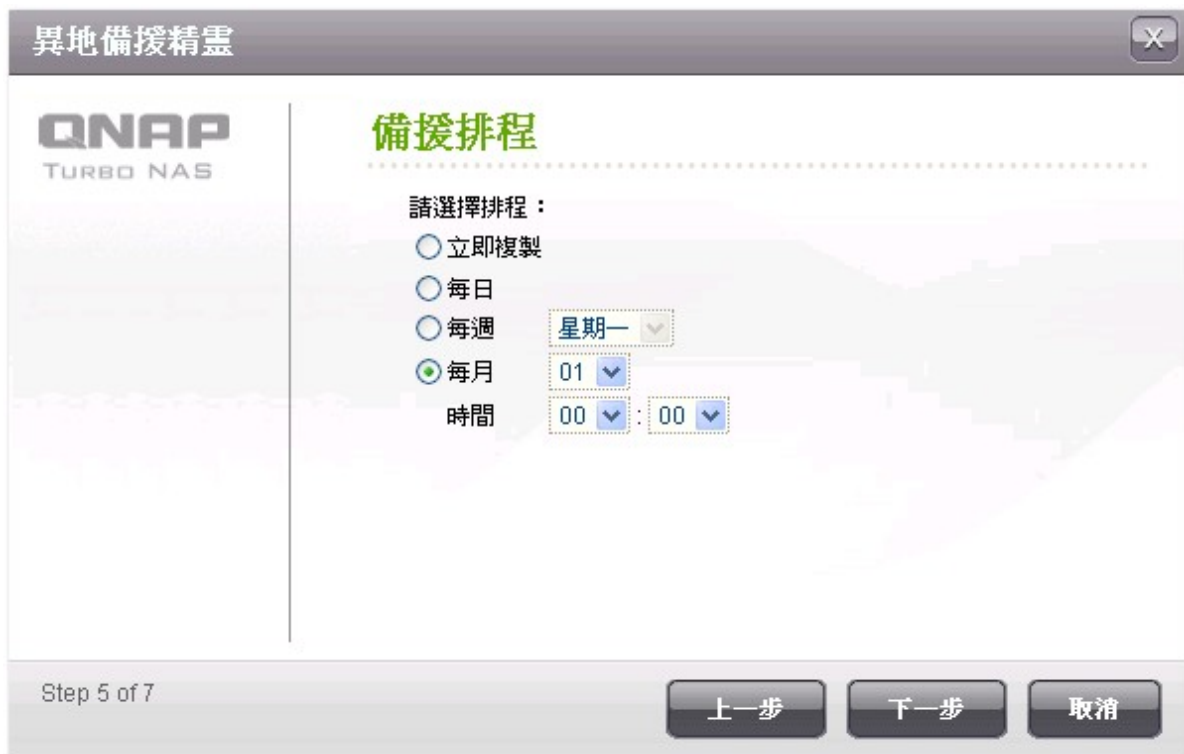 異地備援精靈
X
QNAP
TURBO NAS
備援排程
請選擇排程：
立即複製
每日
每週 星期一
每月 01
時間 00 : 00
Step 5 of 7
上一步 下一步 取消